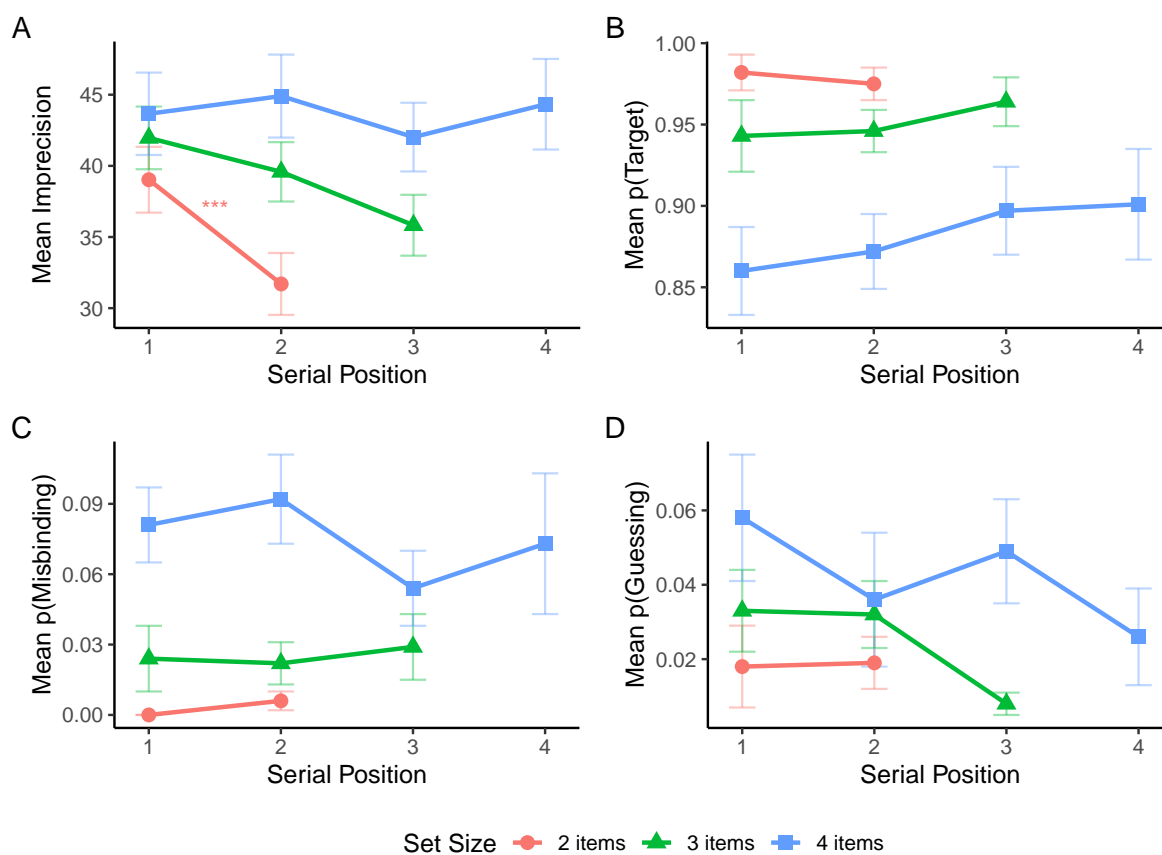 A
Mean Imprecision
45
40
35
30
***
1 2 3 4
Serial Position
B
Mean p(Target)
1.00
0.95
0.90
0.85
1 2 3 4
Serial Position
C
Mean p(Misbinding)
0.09
0.06
0.03
0.00
1 2 3 4
Serial Position
D
Mean p(Guessing)
0.06
0.04
0.02
1 2 3 4
Serial Position
Set Size 2 items 3 items 4 items